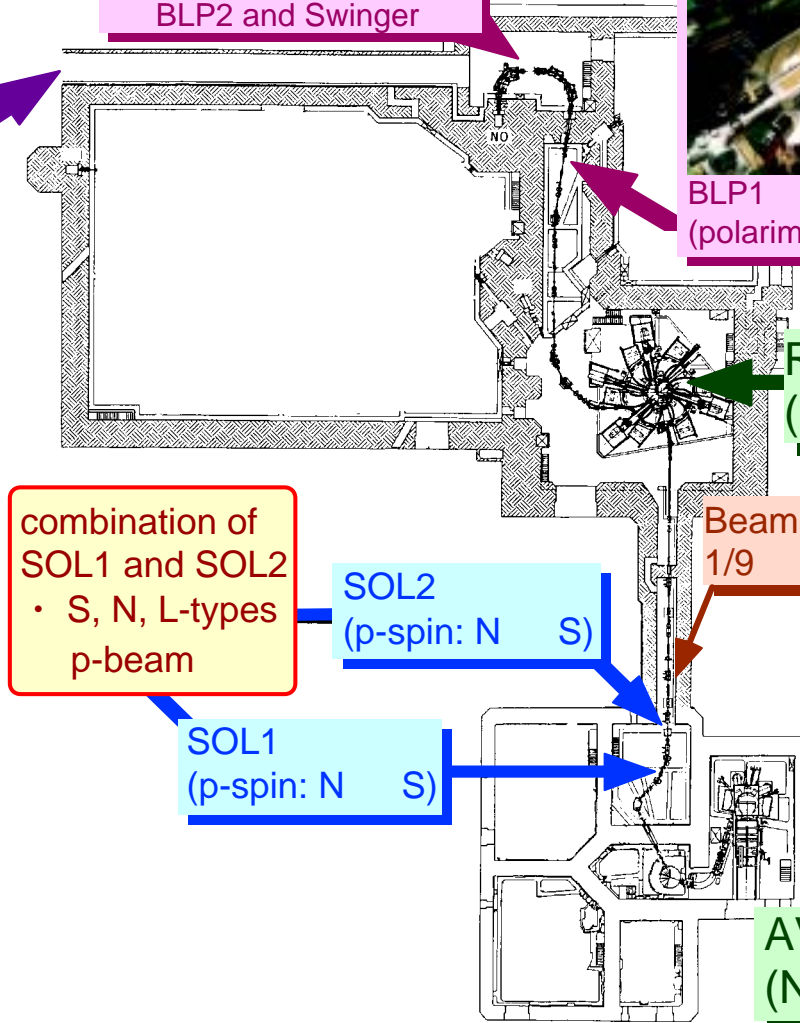 BLP2 and Swinger
NO
BLP1
(polarim
R
(
combination of
SOL1 and SOL2
・ S, N, L-types
p-beam
Beam
1/9
SOL2
(p-spin: N S)
SOL1
(p-spin: N S)
AV
(N